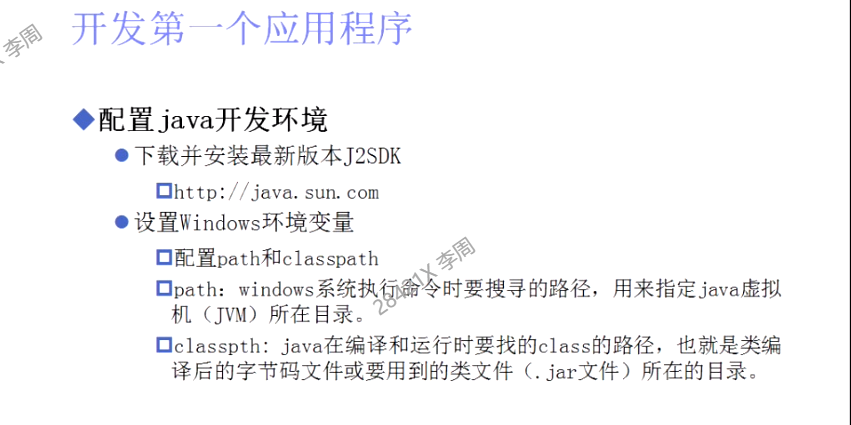 开发第一个应用程序
李周
配置java开发环境
下载并安装最新版本J2SDK
http://java.sun.com
设置Windows环境变量
配置path和classpath
path: windows系统执行命令时要搜寻的路径，用来指定java虚拟
机（JVM）所在目录。
classpth: java在编译和运行时要找的class的路径，也就是类编
译后的字节码文件或要用到的类文件（.jar文件）所在的目录。
李周